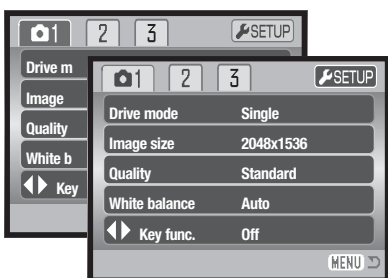 1 2 3 SETUP
Drive m
Image
Quality
White b
Key
1 2 3 SETUP
Drive mode Single
Image size 2048x1536
Quality Standard
White balance Auto
Key func. Off
MENU